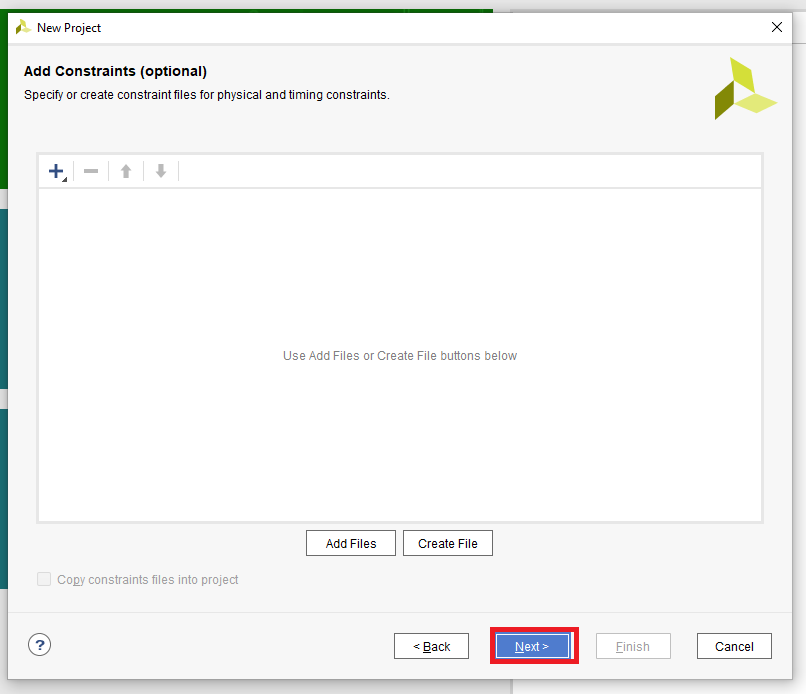 New Project
Add Constraints (optional)
Specify or create constraint files for physical and timing constraints.
Use Add Files or Create File buttons below
Add Files
Create File
Copy constraints files into project
?
< Back
Next >
Finish
Cancel